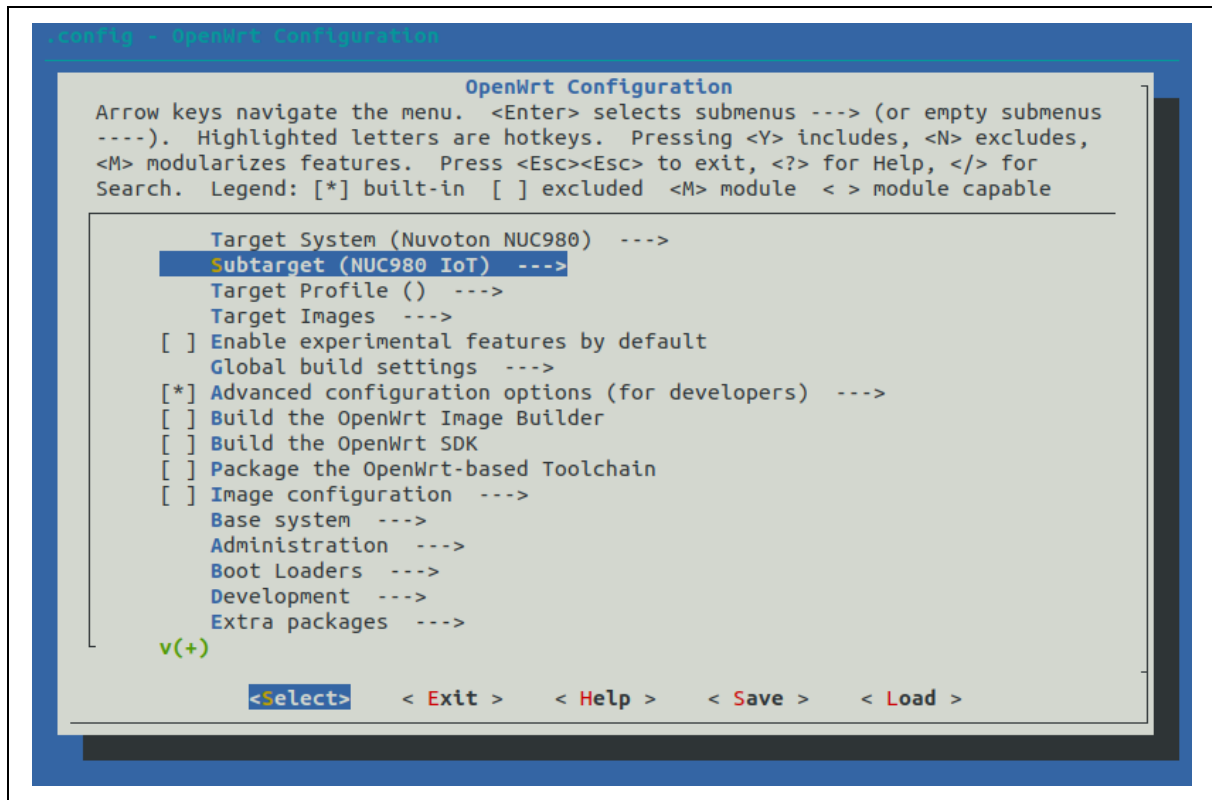 .config - OpenWrt Configuration
OpenWrt Configuration
Arrow keys navigate the menu.  <Enter> selects submenus ---> (or empty submenus
----).  Highlighted letters are hotkeys.  Pressing <Y> includes, <N> excludes,
<M> modularizes features.  Press <Esc><Esc> to exit, <?> for Help, </> for
Search.  Legend: [*] built-in  [ ] excluded  <M> module  < > module capable
Target System (Nuvoton NUC980)  --->
Subtarget (NUC980 IoT)  --->
Target Profile ()  --->
Target Images  --->
[ ] Enable experimental features by default
Global build settings  --->
[*] Advanced configuration options (for developers)  --->
[ ] Build the OpenWrt Image Builder
[ ] Build the OpenWrt SDK
[ ] Package the OpenWrt-based Toolchain
[ ] Image configuration  --->
Base system  --->
Administration  --->
Boot Loaders  --->
Development  --->
Extra packages  --->
v(+)
<Select>    < Exit >    < Help >    < Save >    < Load >